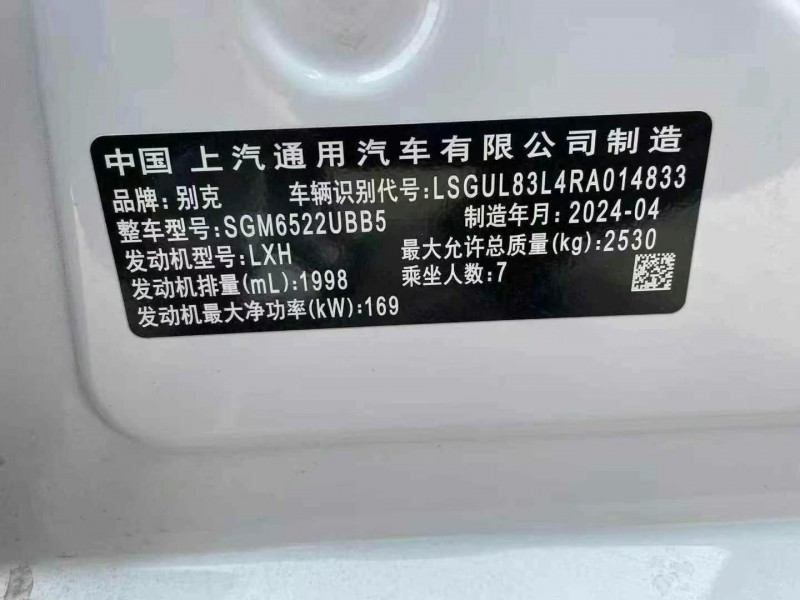 中国 上汽通用汽车有限公司制造
品牌:别克 车辆识别代号:LSGUL83L4RA014833
整车型号:SGM6522UBB5 制造年月:2024-04
发动机型号:LXH 最大允许总质量(kg):2530
发动机排量(mL):1998 乘坐人数:7
发动机最大净功率(kW):169